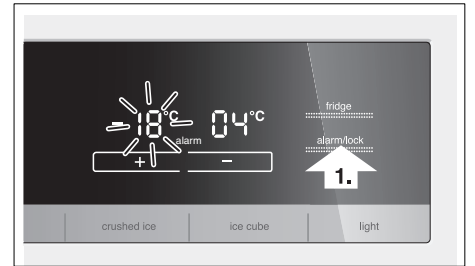 -18°C 04°C
alarm
+ -
fridge
alarm/lock
1.
crushed ice ice cube light